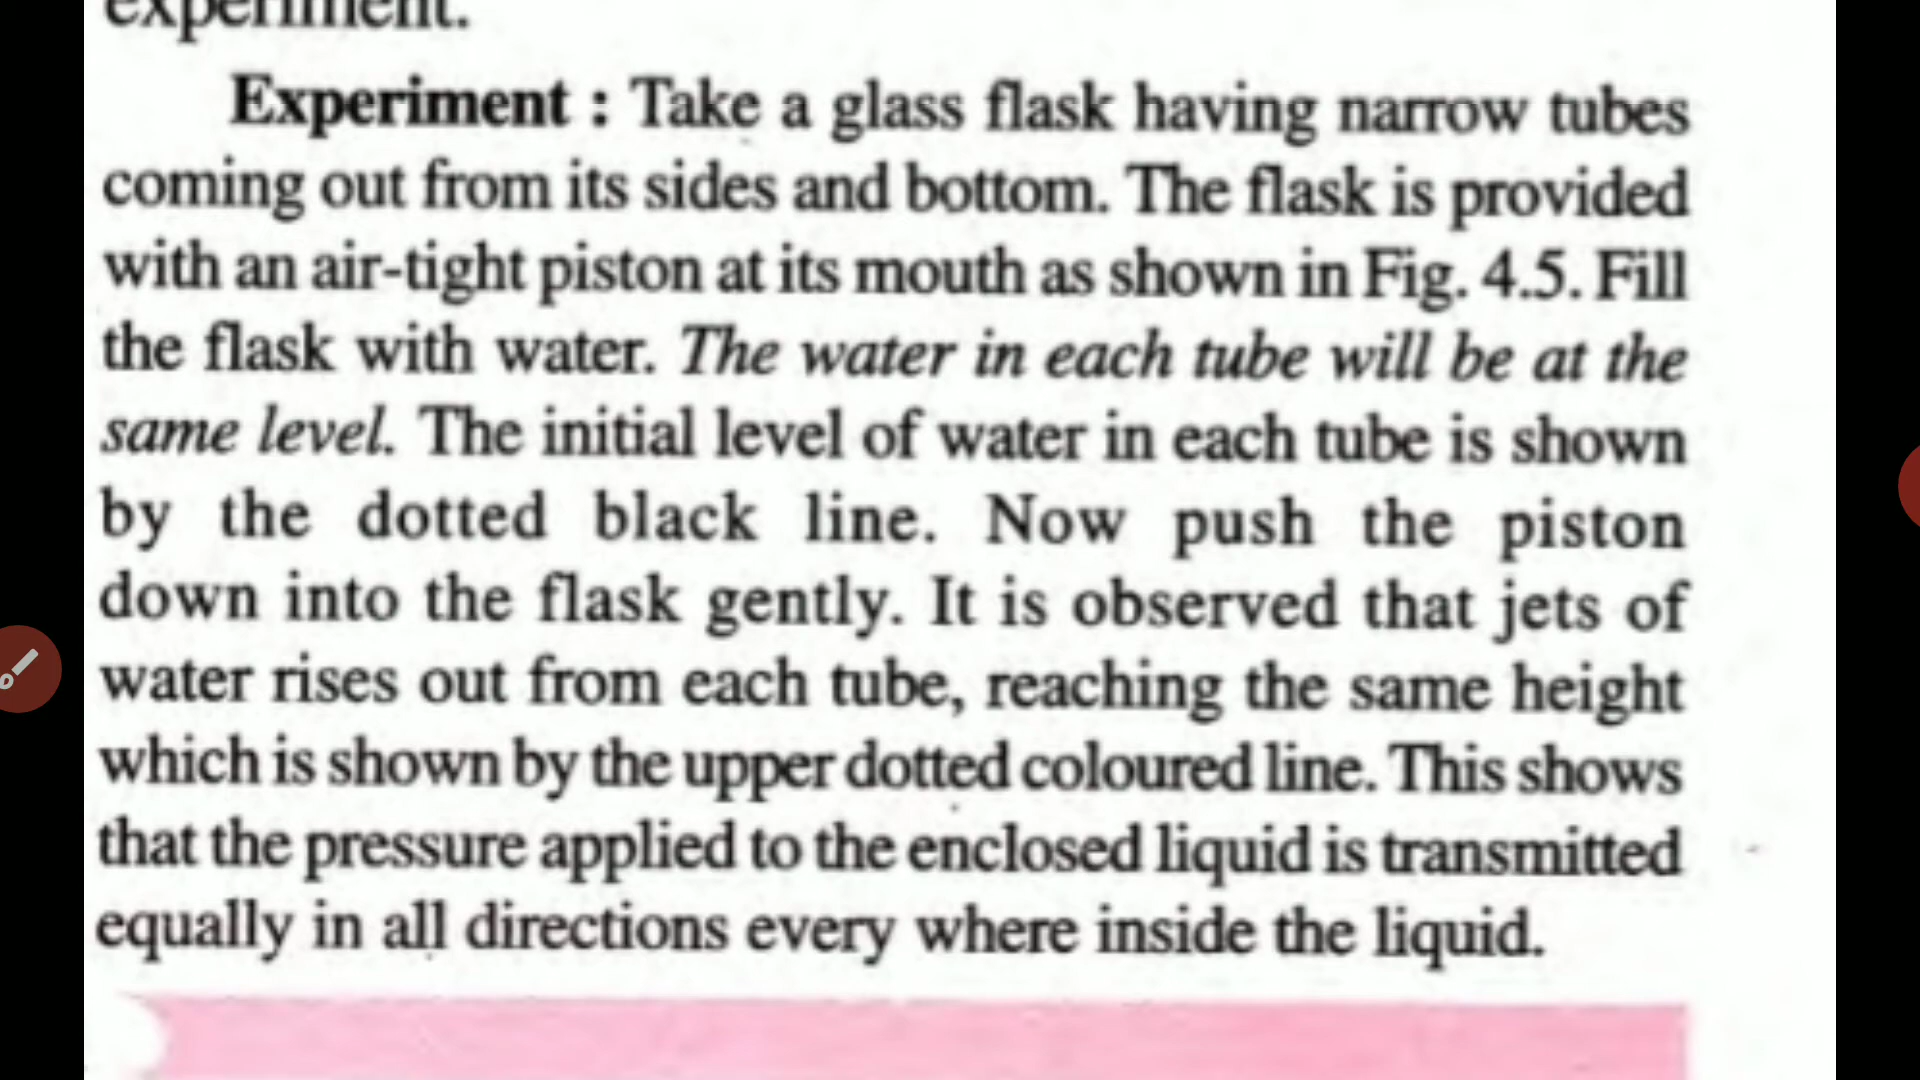 experiment.
Experiment : Take a glass flask having narrow tubes
coming out from its sides and bottom. The flask is provided
with an air-tight piston at its mouth as shown in Fig. 4.5. Fill
the flask with water. The water in each tube will be at the
same level. The initial level of water in each tube is shown
by the dotted black line. Now push the piston
down into the flask gently. It is observed that jets of
water rises out from each tube, reaching the same height
which is shown by the upper dotted coloured line. This shows
that the pressure applied to the enclosed liquid is transmitted
equally in all directions every where inside the liquid.